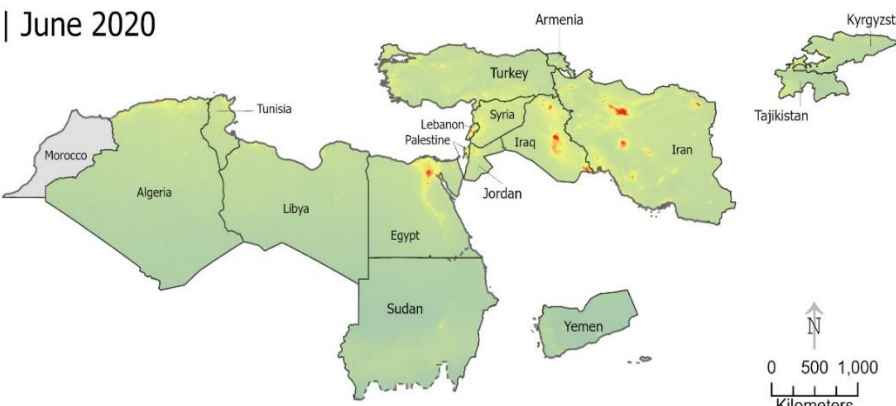 | June 2020
Armenia
Kyrgyzst
Turkey
Tajikistan
Tunisia
Syria
Lebanon
Palestine
Iraq
Iran
Morocco
Jordan
Algeria
Libya
Egypt
Sudan
Yemen
N
0 500 1,000
Kilometers